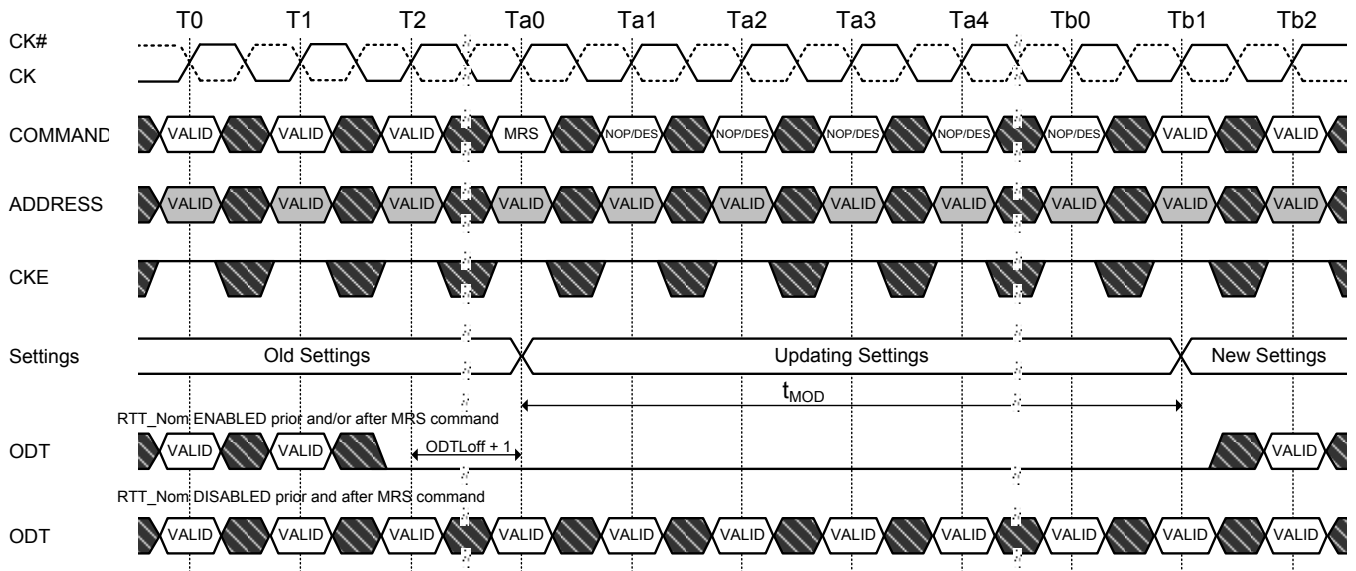 T0 T1 T2 Ta0 Ta1 Ta2 Ta3 Ta4 Tb0 Tb1 Tb2
CK#
CK
COMMAND VALID VALID VALID MRS NOP/DES NOP/DES NOP/DES NOP/DES NOP/DES VALID VALID
ADDRESS VALID VALID VALID VALID VALID VALID VALID VALID VALID VALID VALID
CKE
Settings Old Settings Updating Settings New Settings
tMOD
RTT_Nom ENABLED prior and/or after MRS command
ODT VALID VALID ODTLoff + 1 VALID
RTT_Nom DISABLED prior and after MRS command
ODT VALID VALID VALID VALID VALID VALID VALID VALID VALID VALID VALID